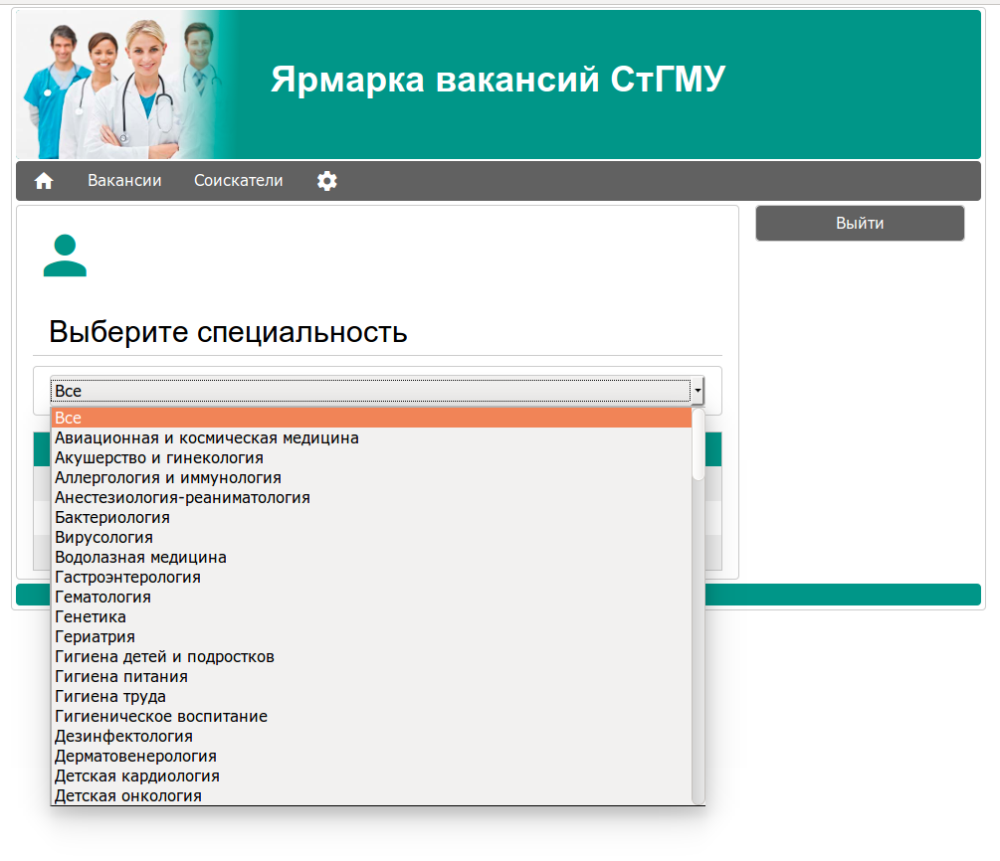 Ярмарка вакансий СтГМУ
Вакансии Соискатели
Выйти
Выберите специальность
Все
Все
Авиационная и космическая медицина
Акушерство и гинекология
Аллергология и иммунология
Анестезиология-реаниматология
Бактериология
Вирусология
Водолазная медицина
Гастроэнтерология
Гематология
Генетика
Гериатрия
Гигиена детей и подростков
Гигиена питания
Гигиена труда
Гигиеническое воспитание
Дезинфектология
Дерматовенерология
Детская кардиология
Детская онкология